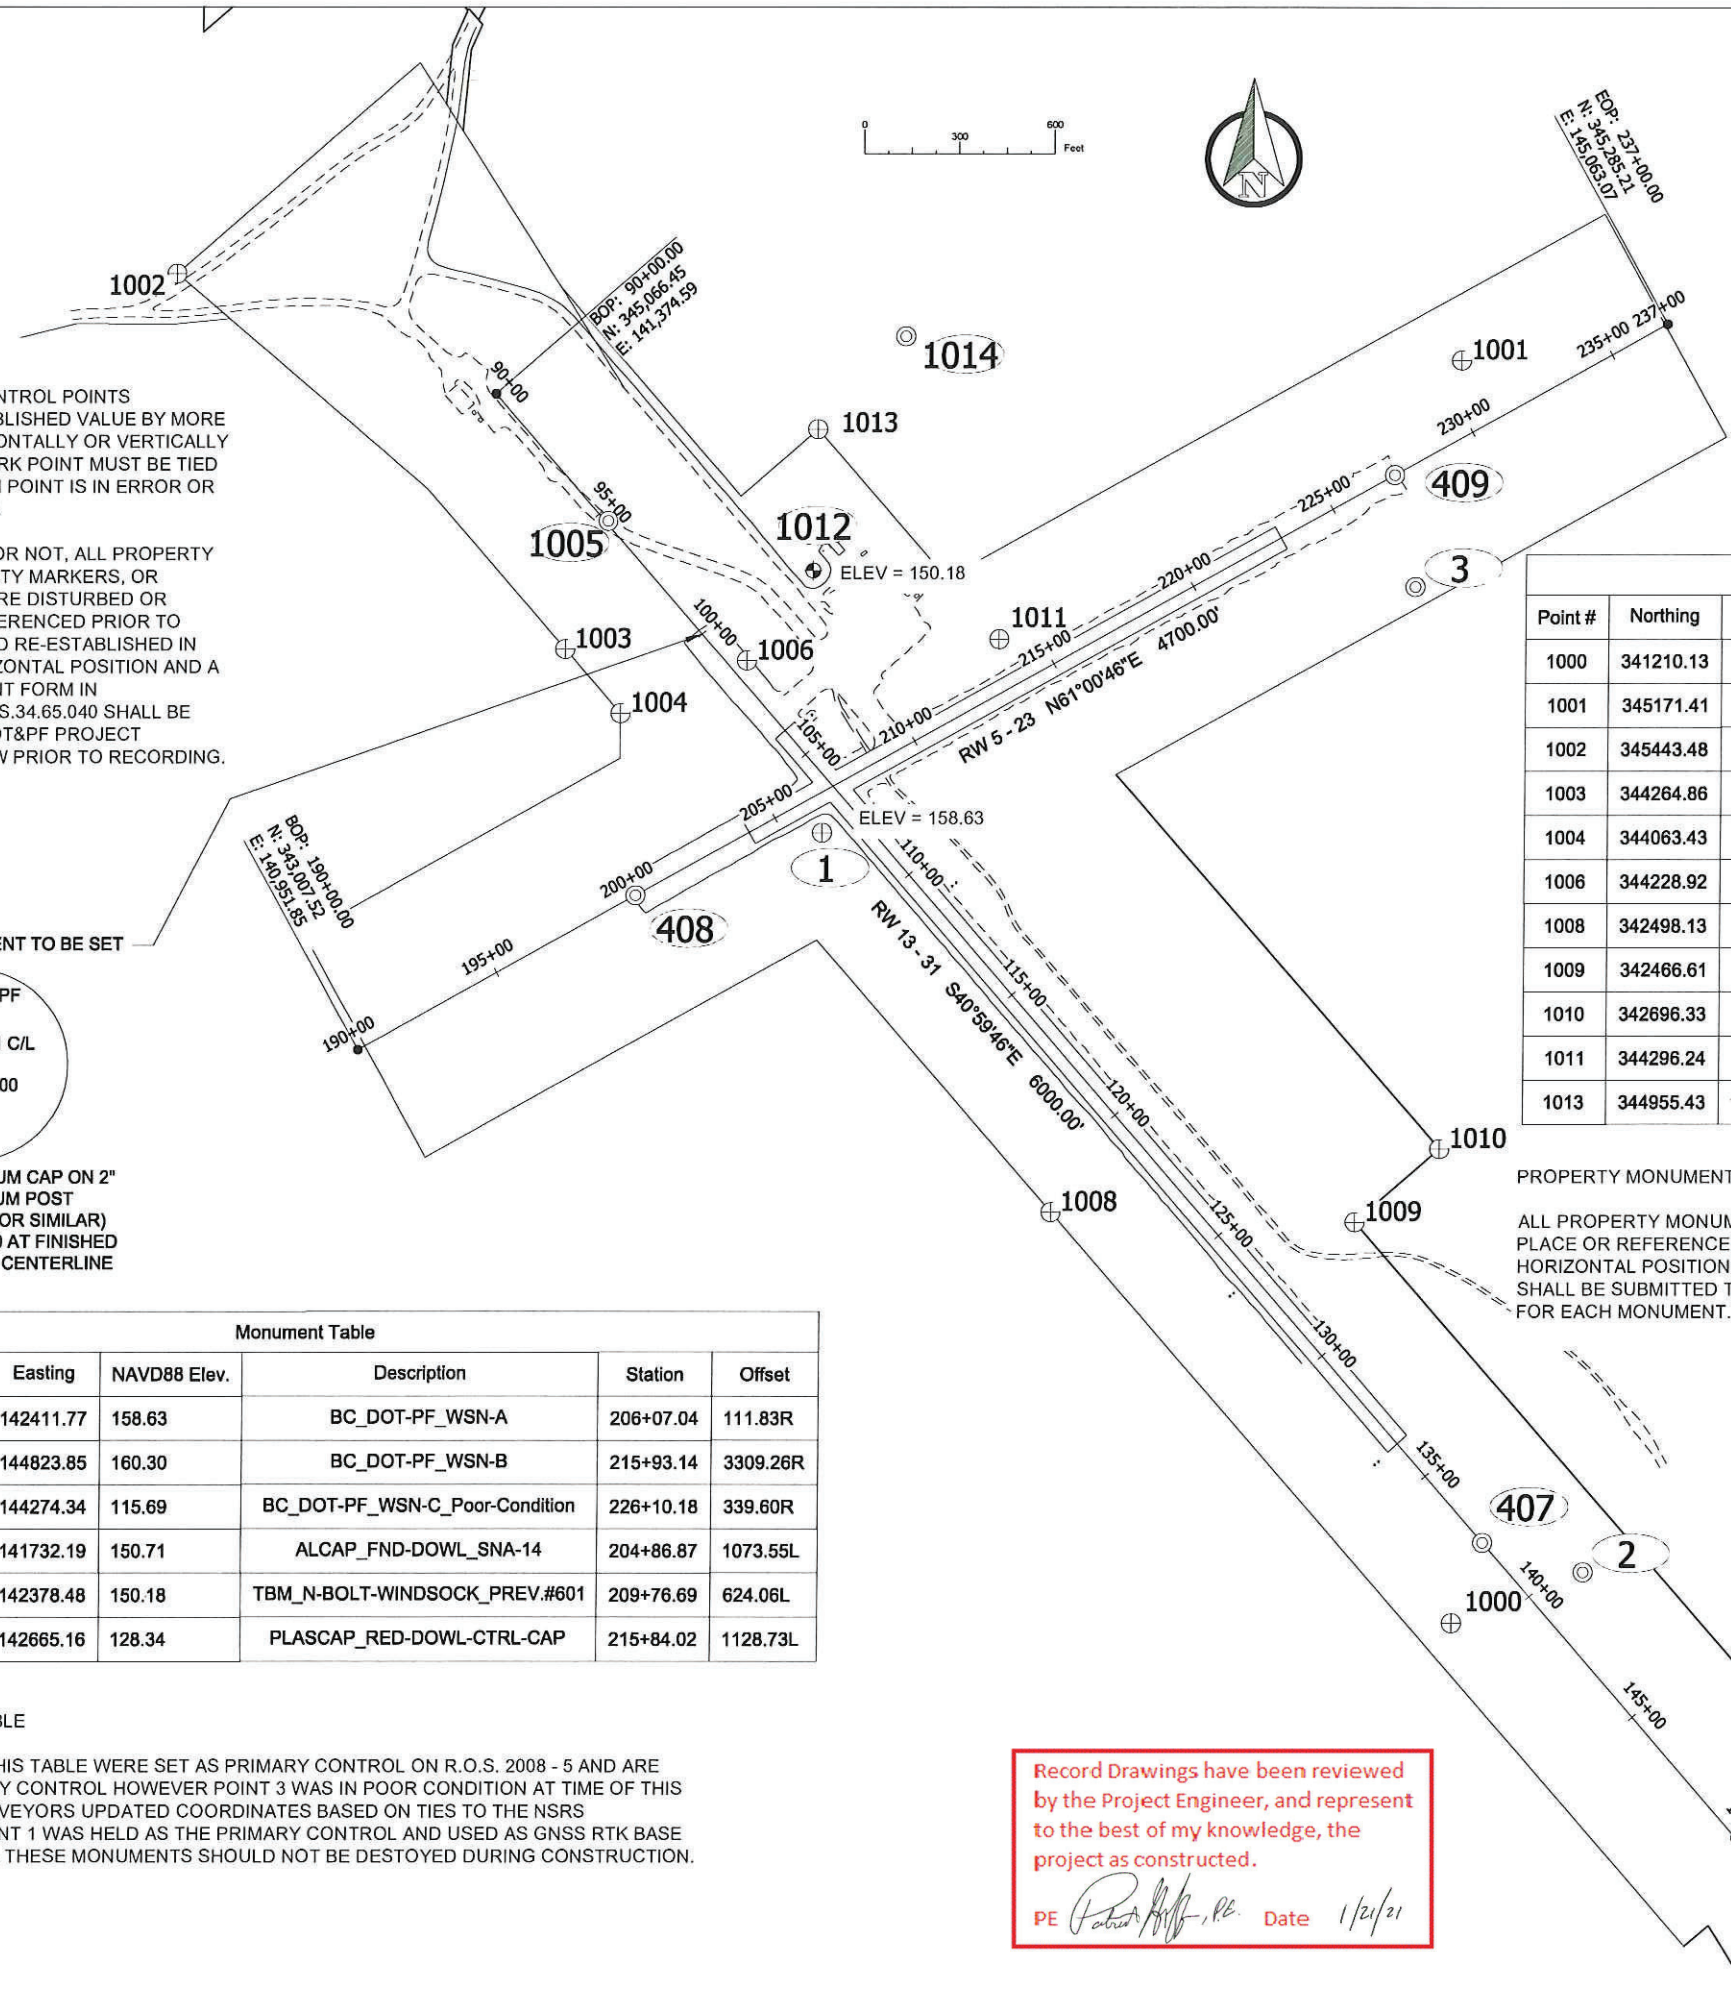 0
300
600
Feet
N
EOP: 237+00.00
N: 345,285.21
E: 145,063.07
1002
BOP: 90+00.00
N: 345,066.45
E: 141,374.59
90+00
1014
1001
235+00 237+00
230+00
1013
95+00
1005
1012
ELEV = 150.18
225+00
409
3
220+00
NTROL POINTS
BLISHED VALUE BY MORE
ONTALLY OR VERTICALLY
RK POINT MUST BE TIED
POINT IS IN ERROR OR
OR NOT, ALL PROPERTY
TY MARKERS, OR
RE DISTURBED OR
ERENCED PRIOR TO
D RE-ESTABLISHED IN
ZONTAL POSITION AND A
NT FORM IN
S.34.65.040 SHALL BE
OT&PF PROJECT
W PRIOR TO RECORDING.
100+00
1003
1006
1011
215+00
1004
105+00
210+00
RW 5 - 23 N61°00'46"E 4700.00'
205+00
ELEV = 158.63
1
110+00
200+00
408
BOP: 190+00.00
N: 343,007.52
E: 140,951.85
195+00
190+00
RW 13 - 31 S40°59'46"E 6000.00'
115+00
120+00
125+00
130+00
135+00
140+00
145+00
1008
1010
1009
407
2
1000
Point # Northing
1000 341210.13
1001 345171.41
1002 345443.48
1003 344264.86
1004 344063.43
1006 344228.92
1008 342498.13
1009 342466.61
1010 342696.33
1011 344296.24
1013 344955.43
PROPERTY MONUMENT
ALL PROPERTY MONUM
PLACE OR REFERENCE
HORIZONTAL POSITION
SHALL BE SUBMITTED T
FOR EACH MONUMENT.
ENT TO BE SET
PF
C/L
00
UM CAP ON 2"
UM POST
OR SIMILAR)
AT FINISHED
CENTERLINE
Monument Table
Easting NAVD88 Elev. Description Station Offset
142411.77 158.63 BC_DOT-PF_WSN-A 206+07.04 111.83R
144823.85 160.30 BC_DOT-PF_WSN-B 215+93.14 3309.26R
144274.34 115.69 BC_DOT-PF_WSN-C_Poor-Condition 226+10.18 339.60R
141732.19 150.71 ALCAP_FND-DOWL_SNA-14 204+86.87 1073.55L
142378.48 150.18 TBM_N-BOLT-WINDSOCK_PREV.#601 209+76.69 624.06L
142665.16 128.34 PLASCAP_RED-DOWL-CTRL-CAP 215+84.02 1128.73L
BLE
HIS TABLE WERE SET AS PRIMARY CONTROL ON R.O.S. 2008 - 5 AND ARE
Y CONTROL HOWEVER POINT 3 WAS IN POOR CONDITION AT TIME OF THIS
VEYORS UPDATED COORDINATES BASED ON TIES TO THE NSRS
NT 1 WAS HELD AS THE PRIMARY CONTROL AND USED AS GNSS RTK BASE
THESE MONUMENTS SHOULD NOT BE DESTOYED DURING CONSTRUCTION.
Record Drawings have been reviewed
by the Project Engineer, and represent
to the best of my knowledge, the
project as constructed.
PE , P.E. Date 1/21/21